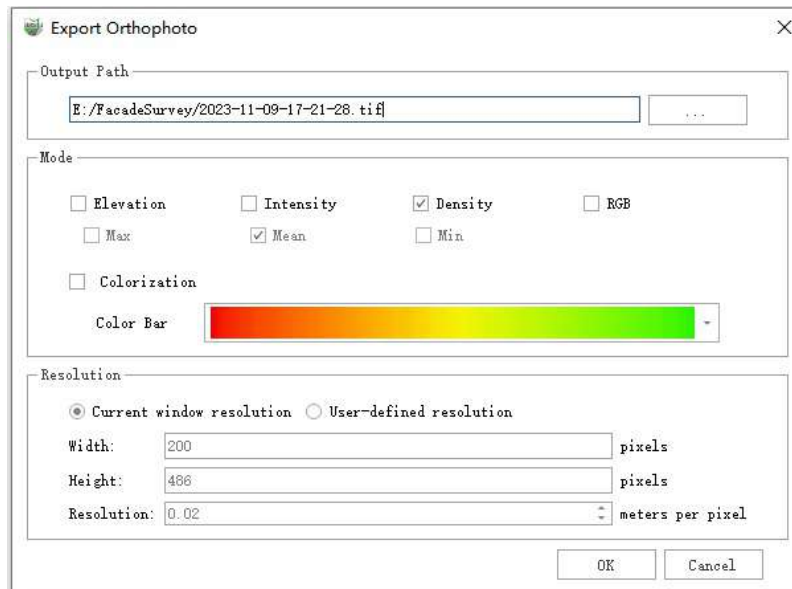 Export Orthophoto
Output Path
E:/FacadeSurvey/2023-11-09-17-21-28.tif
...
Mode
Elevation Intensity Density RGB
Max Mean Min
Colorization
Color Bar
Resolution
Current window resolution User-defined resolution
Width: 200 pixels
Height: 486 pixels
Resolution: 0.02 meters per pixel
OK Cancel